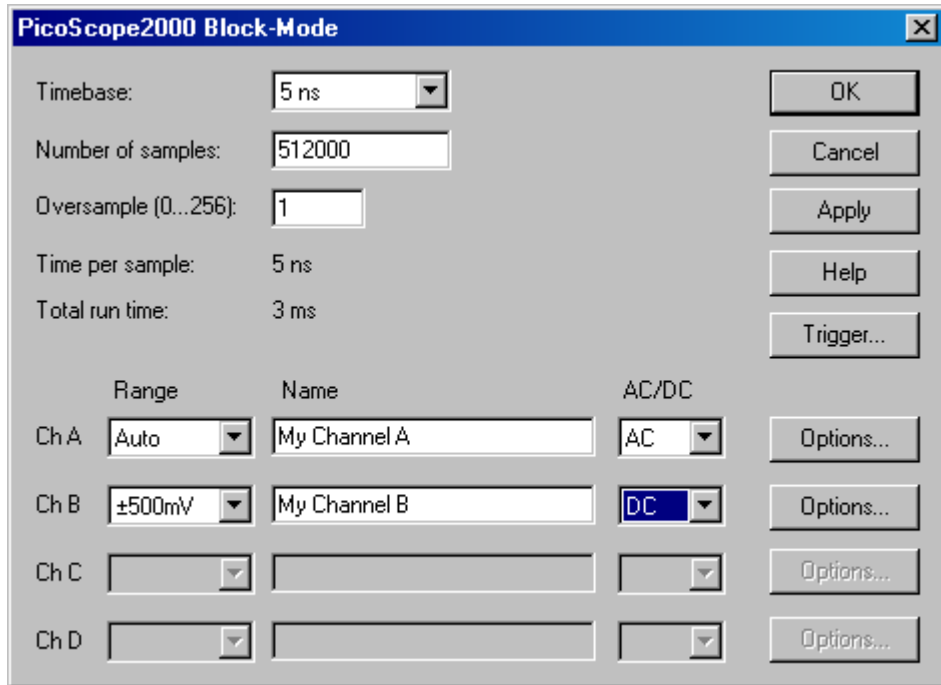 PicoScope2000 Block-Mode
Timebase: 5 ns OK
Number of samples: 512000 Cancel
Oversample (0...256): 1 Apply
Time per sample: 5 ns Help
Total run time: 3 ms
Trigger...
Range Name AC/DC
Ch A Auto My Channel A AC Options...
Ch B ±500mV My Channel B DC Options...
Ch C Options...
Ch D Options...